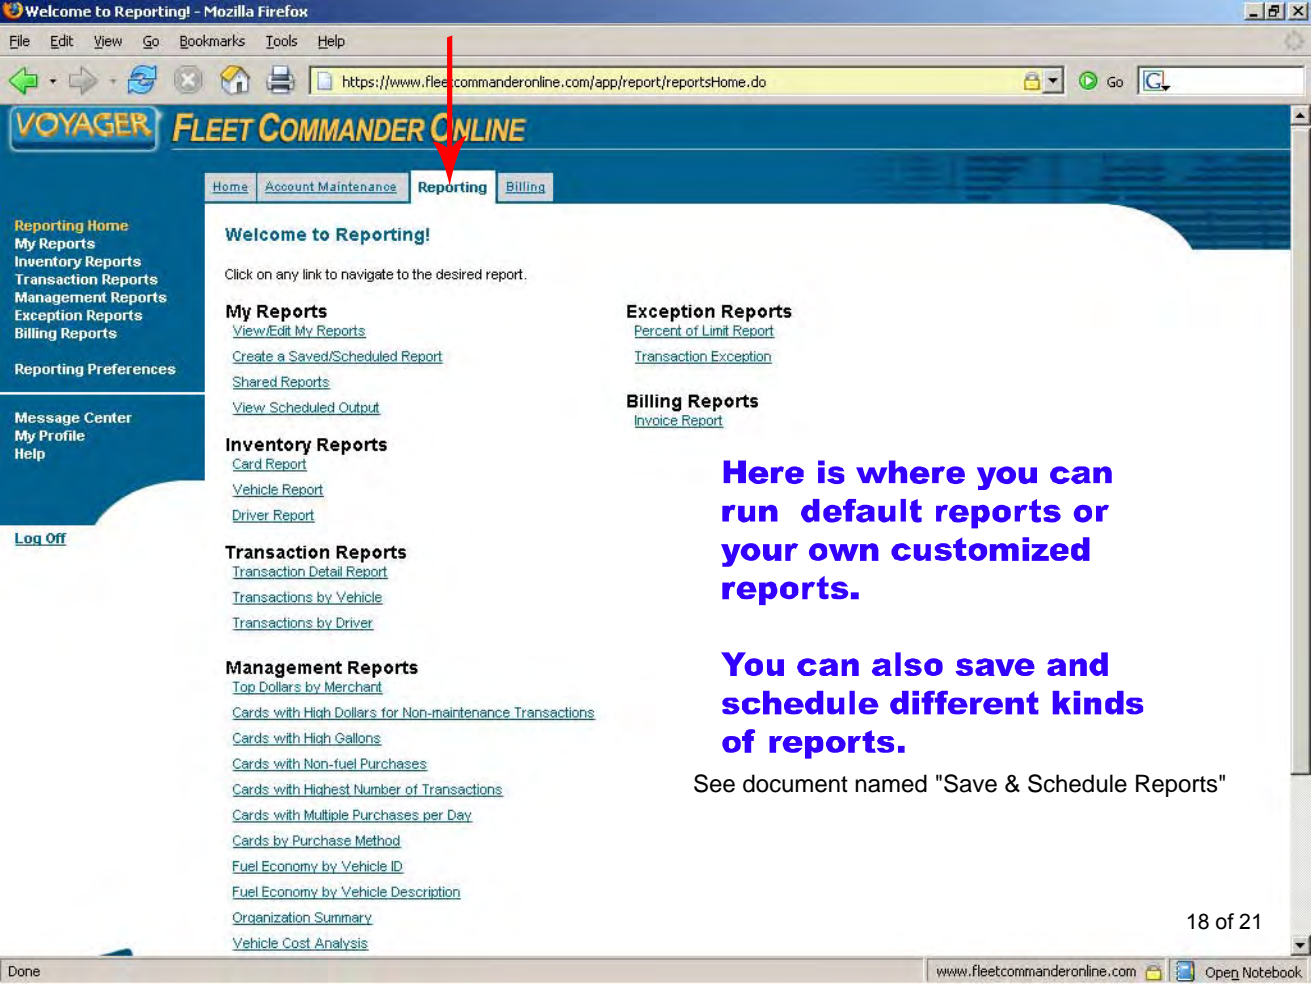 Welcome to Reporting! - Mozilla Firefox
File Edit View Go Bookmarks Tools Help
https://www.fleetcommanderonline.com/app/report/reportsHome.do
Go
G
VOYAGER FLEET COMMANDER ONLINE
Home Account Maintenance Reporting Billing
Reporting Home
My Reports
Inventory Reports
Transaction Reports
Management Reports
Exception Reports
Billing Reports
Reporting Preferences
Message Center
My Profile
Help
Log Off
Welcome to Reporting!
Click on any link to navigate to the desired report.
My Reports
View/Edit My Reports
Create a Saved/Scheduled Report
Shared Reports
View Scheduled Output
Inventory Reports
Card Report
Vehicle Report
Driver Report
Transaction Reports
Transaction Detail Report
Transactions by Vehicle
Transactions by Driver
Management Reports
Top Dollars by Merchant
Cards with High Dollars for Non-maintenance Transactions
Cards with High Gallons
Cards with Non-fuel Purchases
Cards with Highest Number of Transactions
Cards with Multiple Purchases per Day
Cards by Purchase Method
Fuel Economy by Vehicle ID
Fuel Economy by Vehicle Description
Organization Summary
Vehicle Cost Analysis
Exception Reports
Percent of Limit Report
Transaction Exception
Billing Reports
Invoice Report
Here is where you can
run default reports or
your own customized
reports.
You can also save and
schedule different kinds
of reports.
See document named "Save & Schedule Reports"
18 of 21
Done
www.fleetcommanderonline.com
Open Notebook